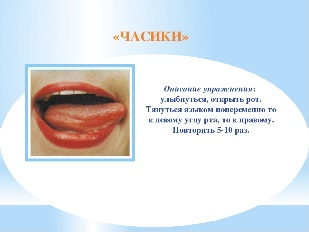 «ЧАСИКИ»
Описание упражнения:
улыбнуться, открыть рот.
Тянуться языком попеременно то
к левому углу рта, то к правому.
Повторить 5-10 раз.